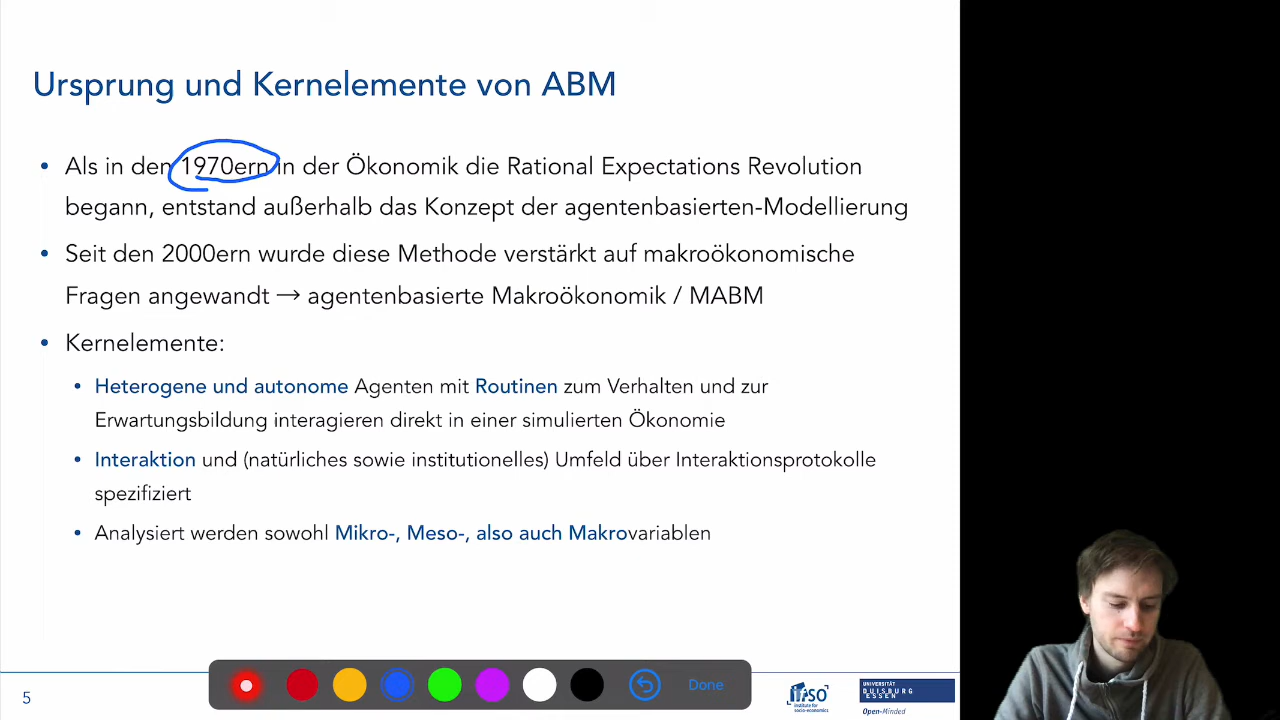 Ursprung und Kernelemente von ABM
• Als in den 1970ern in der Ökonomik die Rational Expectations Revolution
begann, entstand außerhalb das Konzept der agentenbasierten-Modellierung
• Seit den 2000ern wurde diese Methode verstärkt auf makroökonomische
Fragen angewandt → agentenbasierte Makroökonomik / MABM
• Kernelemente:
• Heterogene und autonome Agenten mit Routinen zum Verhalten und zur
Erwartungsbildung interagieren direkt in einer simulierten Ökonomie
• Interaktion und (natürliches sowie institutionelles) Umfeld über Interaktionsprotokolle
spezifiziert
• Analysiert werden sowohl Mikro-, Meso-, also auch Makrovariablen
5
Done
ifso
institute for
socio-economics
UNIVERSITÄT
DUISBURG
ESSEN
Open-Minded